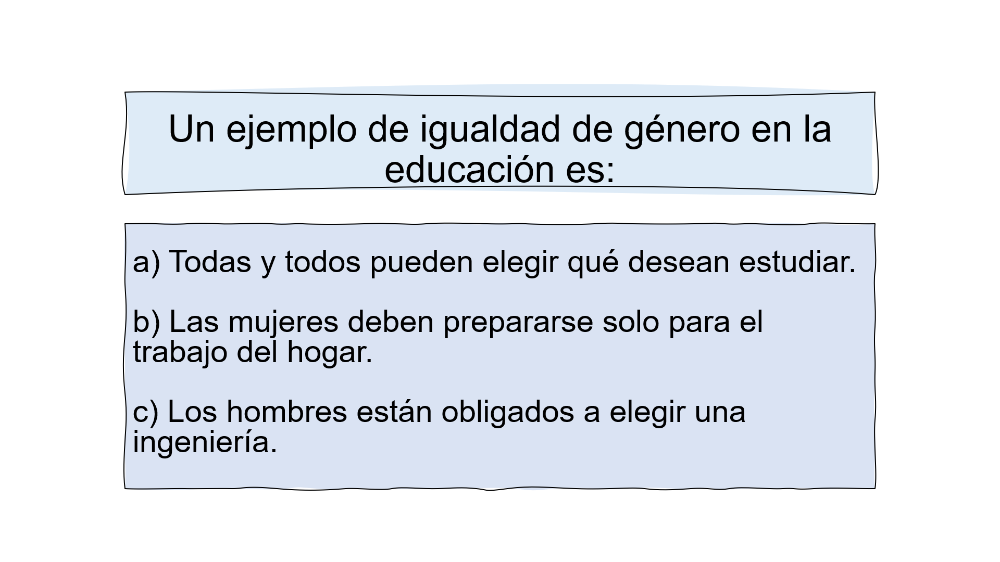 Un ejemplo de igualdad de género en la
educación es:
a) Todas y todos pueden elegir qué desean estudiar.
b) Las mujeres deben prepararse solo para el
trabajo del hogar.
c) Los hombres están obligados a elegir una
ingeniería.